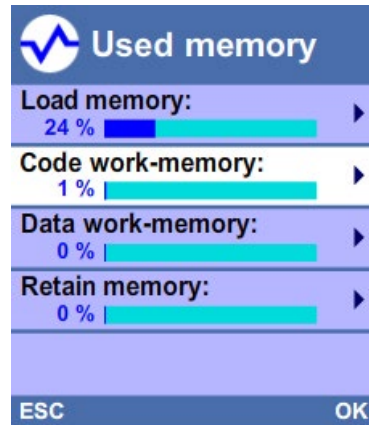 Used memory
Load memory:
24 %
Code work-memory:
1 %
Data work-memory:
0 %
Retain memory:
0 %
ESC OK